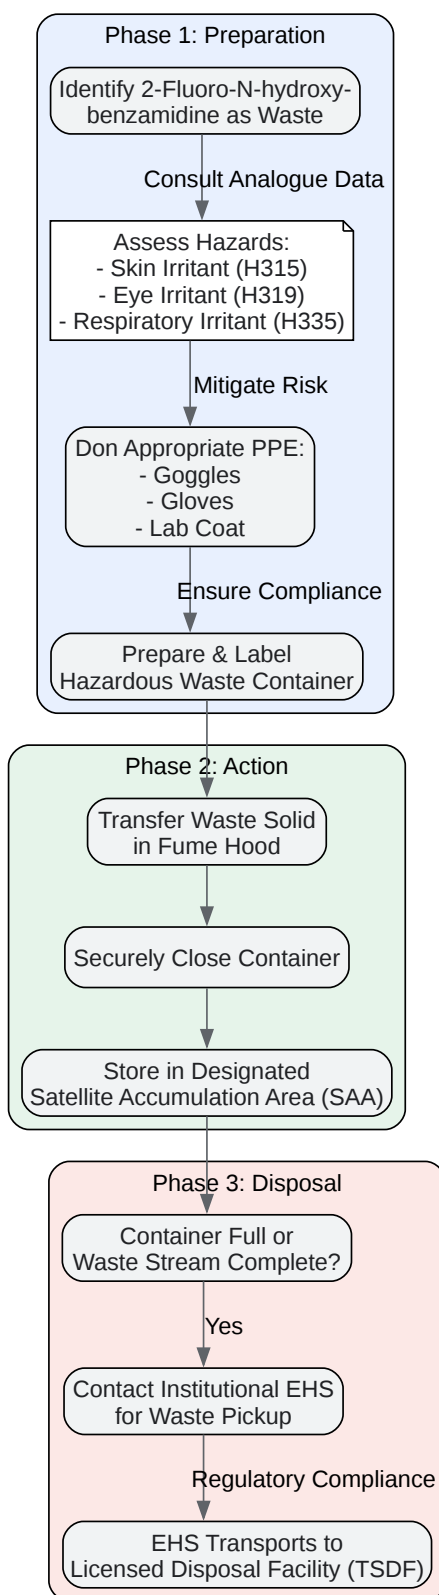 Phase 1: Preparation
Identify 2-Fluoro-N-hydroxy-
benzamidine as Waste
Consult Analogue Data
Assess Hazards:
- Skin Irritant (H315)
- Eye Irritant (H319)
- Respiratory Irritant (H335)
Mitigate Risk
Don Appropriate PPE:
- Goggles
- Gloves
- Lab Coat
Ensure Compliance
Prepare & Label
Hazardous Waste Container
Phase 2: Action
Transfer Waste Solid
in Fume Hood
Securely Close Container
Store in Designated
Satellite Accumulation Area (SAA)
Phase 3: Disposal
Container Full or
Waste Stream Complete?
Yes
Contact Institutional EHS
for Waste Pickup
Regulatory Compliance
EHS Transports to
Licensed Disposal Facility (TSDF)